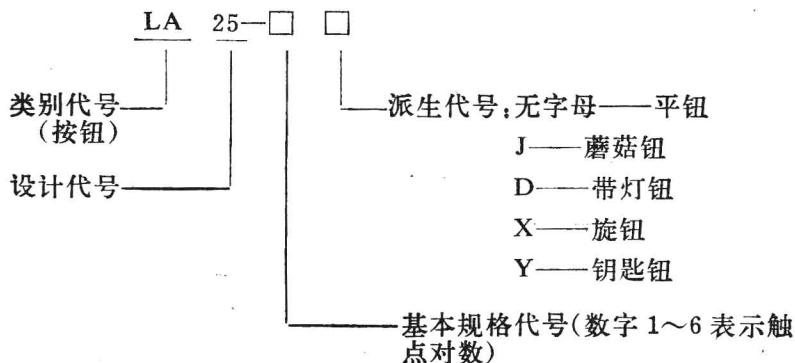 LA 25—□ □
类别代号
(按钮)
派生代号:无字母——平钮
J——蘑菇钮
设计代号
D——带灯钮
X——旋钮
Y——钥匙钮
基本规格代号(数字 1～6 表示触
点对数)